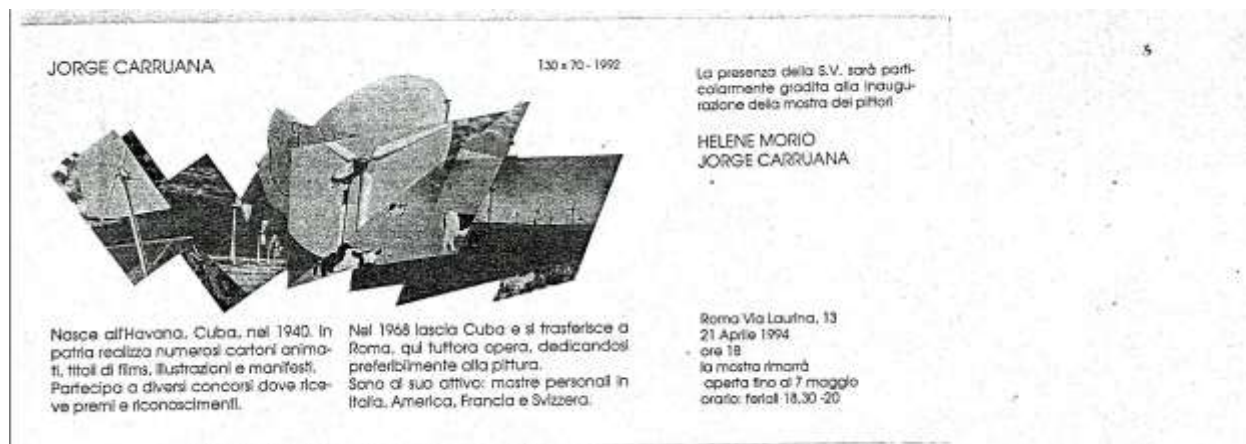 JORGE CARRUANA
130 x 70 - 1992
Nasce all'Havana, Cuba, nel 1940. In
patria realizza numerosi cartoni anima-
ti, titoli di films, illustrazioni e manifesti.
Partecipa a diversi concorsi dove rice-
ve premi e riconoscimenti.
Nel 1968 lascia Cuba e si trasferisce a
Roma, qui tuttora opera, dedicandosi
preferibilmente alla pittura.
Sono al suo attivo: mostre personali in
Italia, America, Francia e Svizzera.
La presenza della S.V. sarà parti-
colarmente gradita alla inaugu-
razione della mostra dei pittori
HELENE MORIO
JORGE CARRUANA
Roma Via Laurina, 13
21 Aprile 1994
ore 18
la mostra rimarrà
aperta fino al 7 maggio
orario: feriali 18,30 -20
5